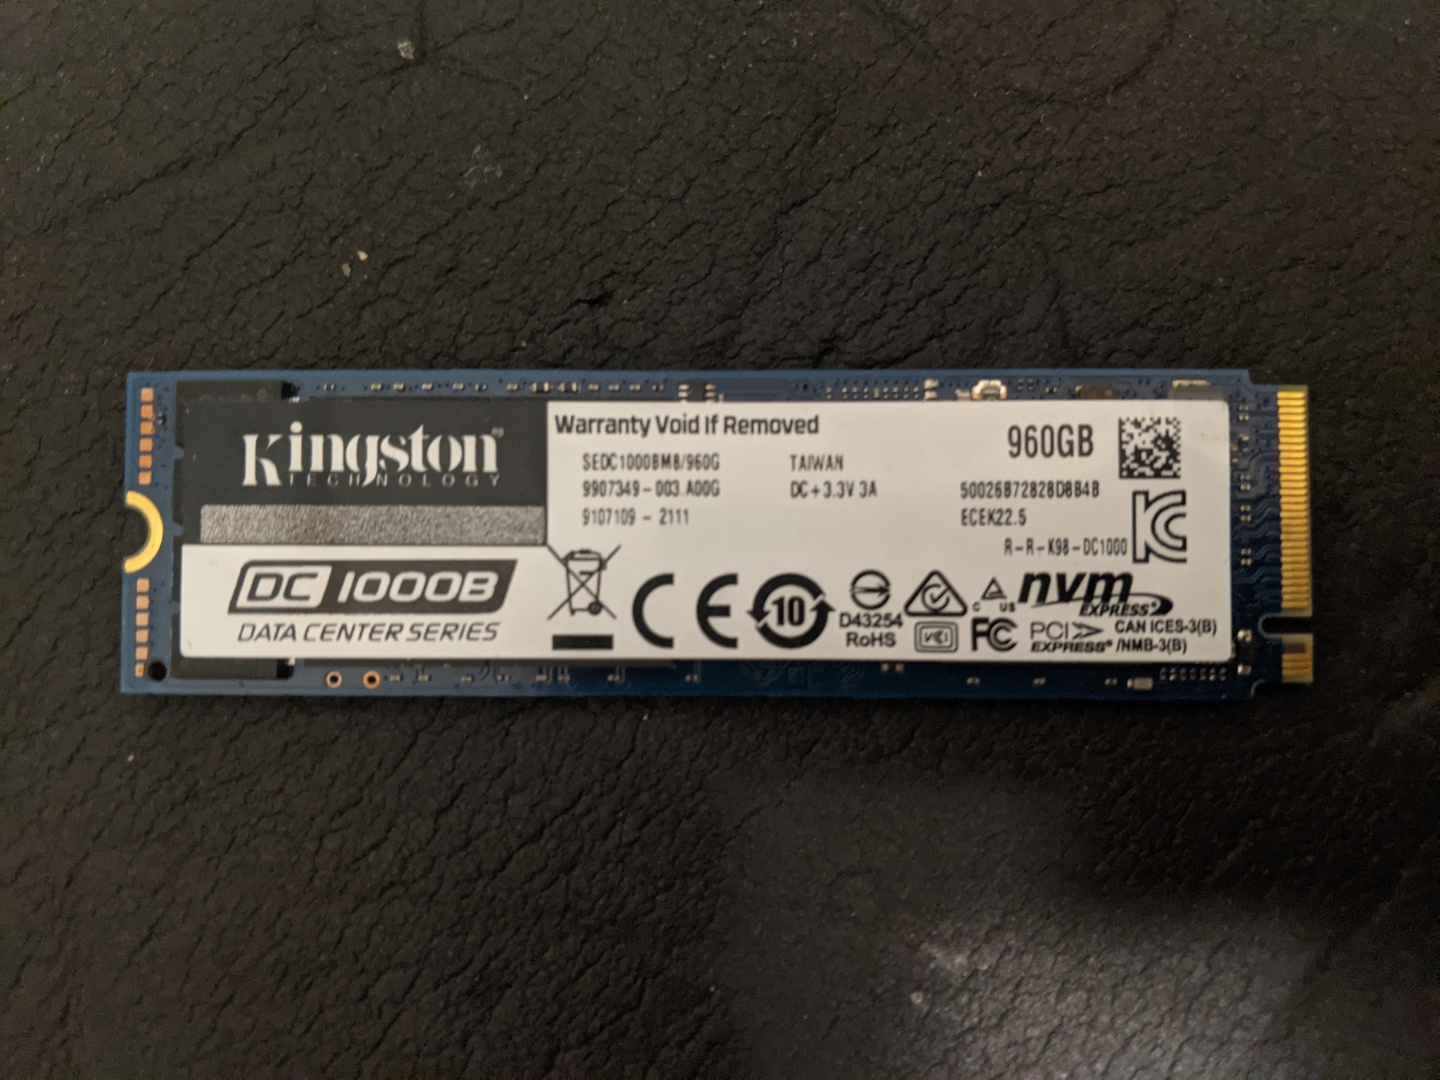 Kingston
TECHNOLOGY
Warranty Void If Removed
960GB
SEDC1000BM8/960G
TAIWAN
9907349-003.A00G
DC+3.3V 3A
50026B72828D8B4B
9107109 - 2111
ECEK22.5
R-R-K98-DC1000
DC 1000B
DATA CENTER SERIES
CE
10
D43254
RoHS
VCI
C US
FC
nvm
EXPRESS
PCI
EXPRESS
CAN ICES-3(B)
/NMB-3(B)